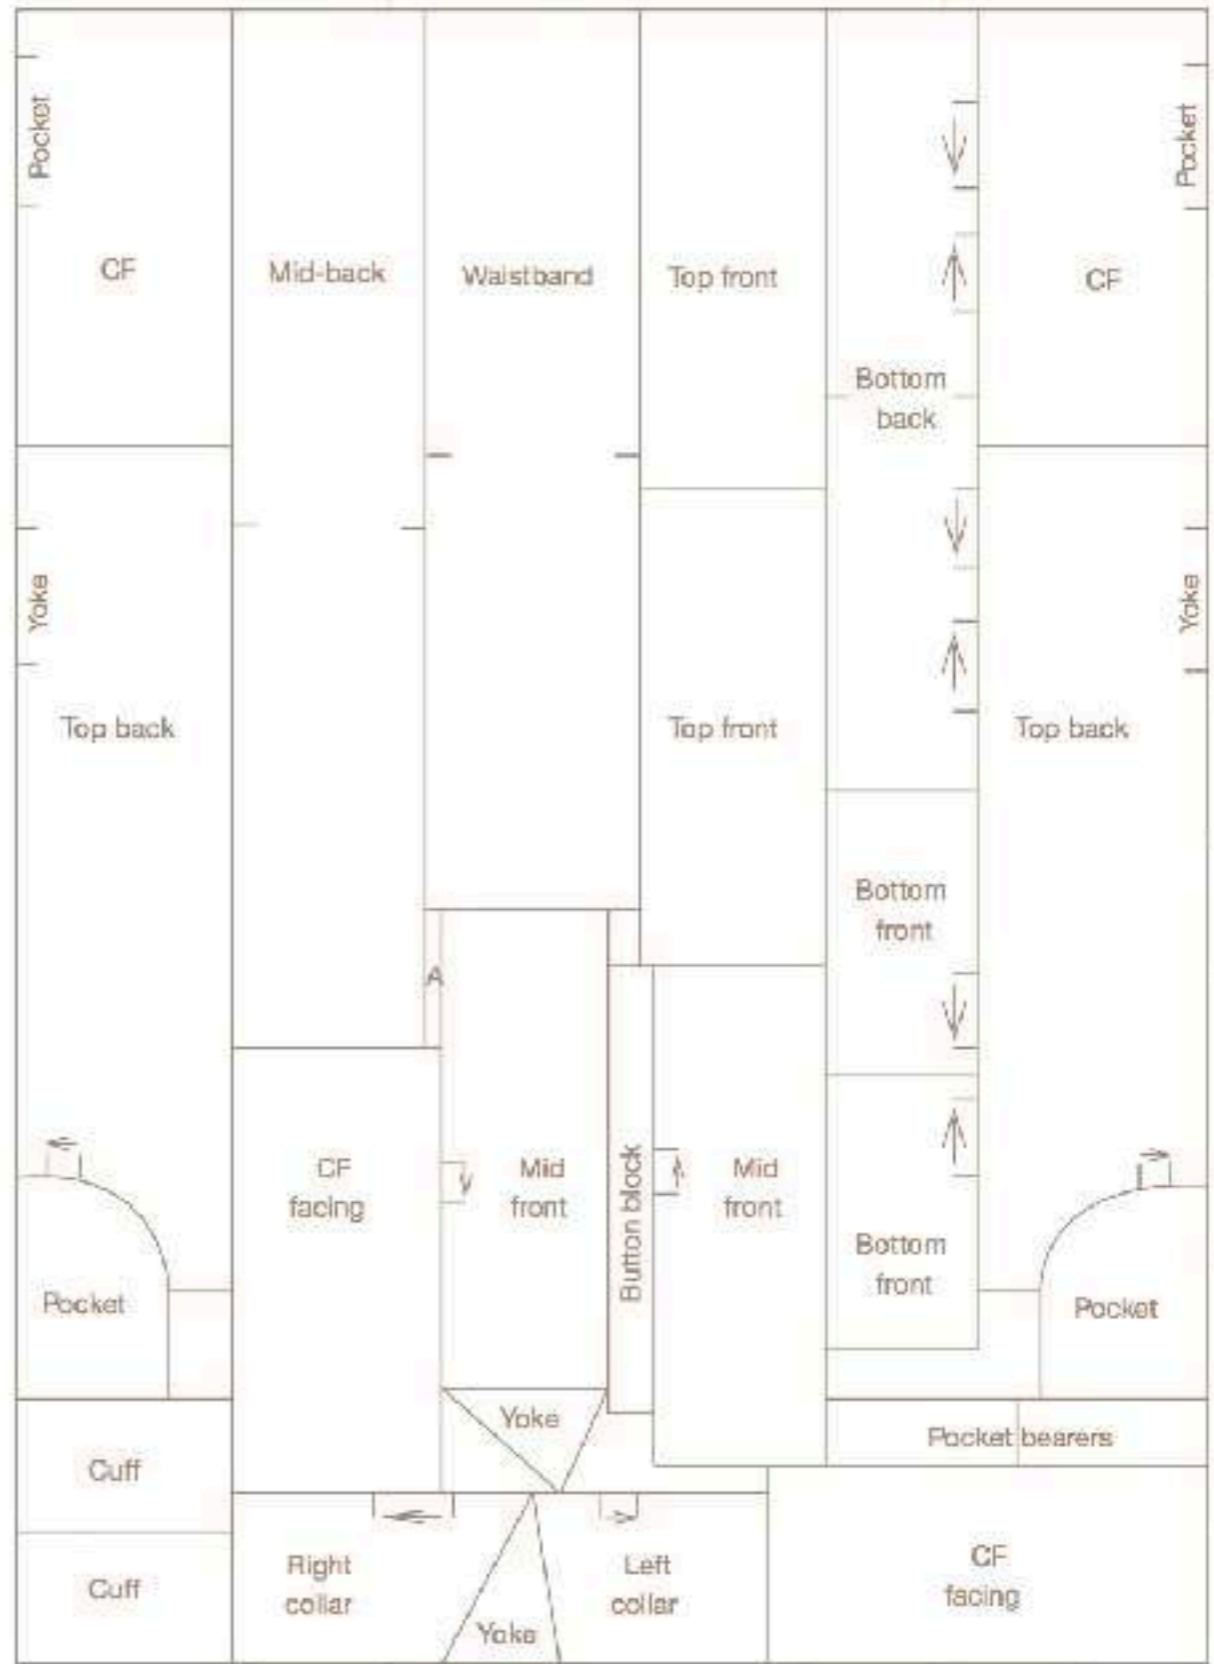 Pocket
Pocket
CF
Mid-back
Waistband
Top front
CF
Bottom
back
Yoke
Yoke
Top back
Top front
Top back
Bottom
front
A
CF
facing
Mid
front
Button block
Mid
front
Bottom
front
Pocket
Pocket
Yoke
Pocket bearers
Cuff
Right
collar
Left
collar
CF
facing
Cuff
Yoke